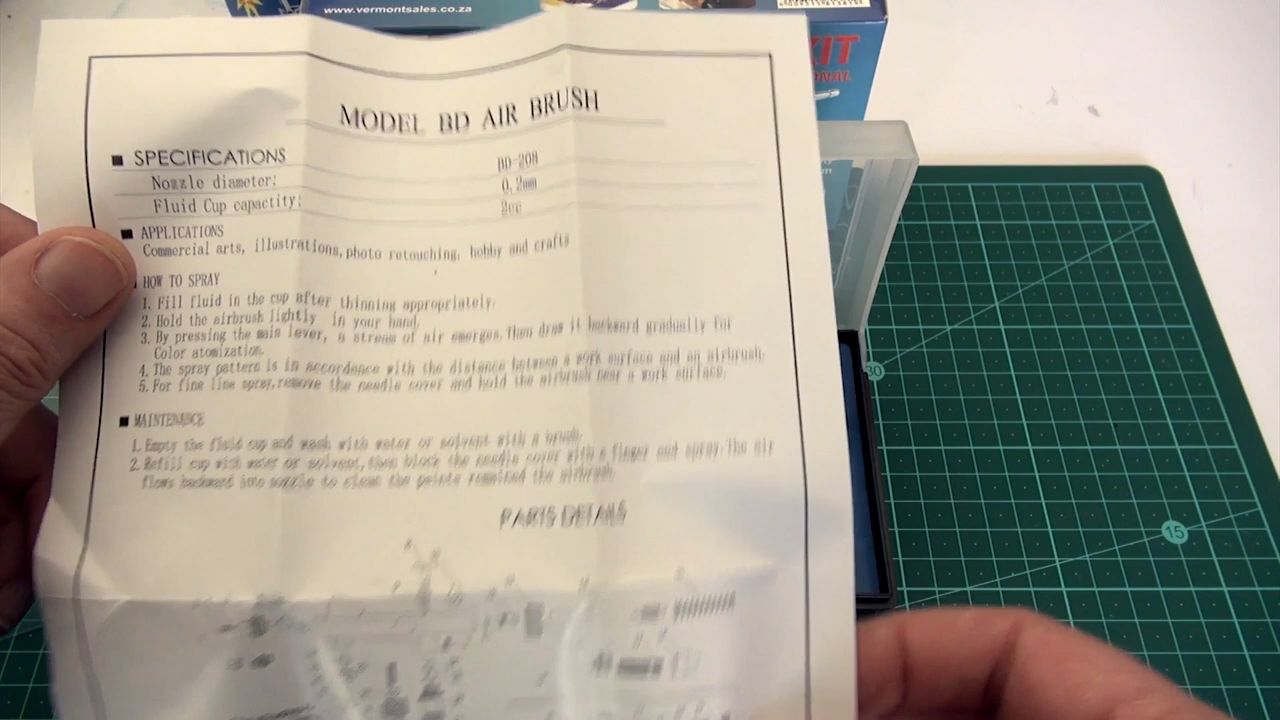 www.vermontsales.co.za
KIT
MODEL BD AIR BRUSH
■ SPECIFICATIONS
BD-208
Nozzle diameter: 0.2mm
Fluid Cup capactity: 2cc
■ APPLICATIONS
Commercial arts, illustrations, photo retouching, hobby and crafts
HOW TO SPRAY
1. Fill fluid in the cup after thinning appropriately.
2. Hold the airbrush lightly in your hand.
3. By pressing the main lever, a stream of air emerges. Then draw it backward gradually for
Color atomization.
4. The spray pattern is in accordance with the distance between a work surface and an airbrush.
5. For fine line spray, remove the needle cover and hold the airbrush near a work surface.
■ MAINTENANCE
1. Empty the fluid cup and wash with water or solvent with a brush.
2. Refill cup with water or solvent, then block the needle cover with a finger and spray. The air
flows backward into nozzle to clean the paints remained the airbrush.
PARTS DETAILS
30
15